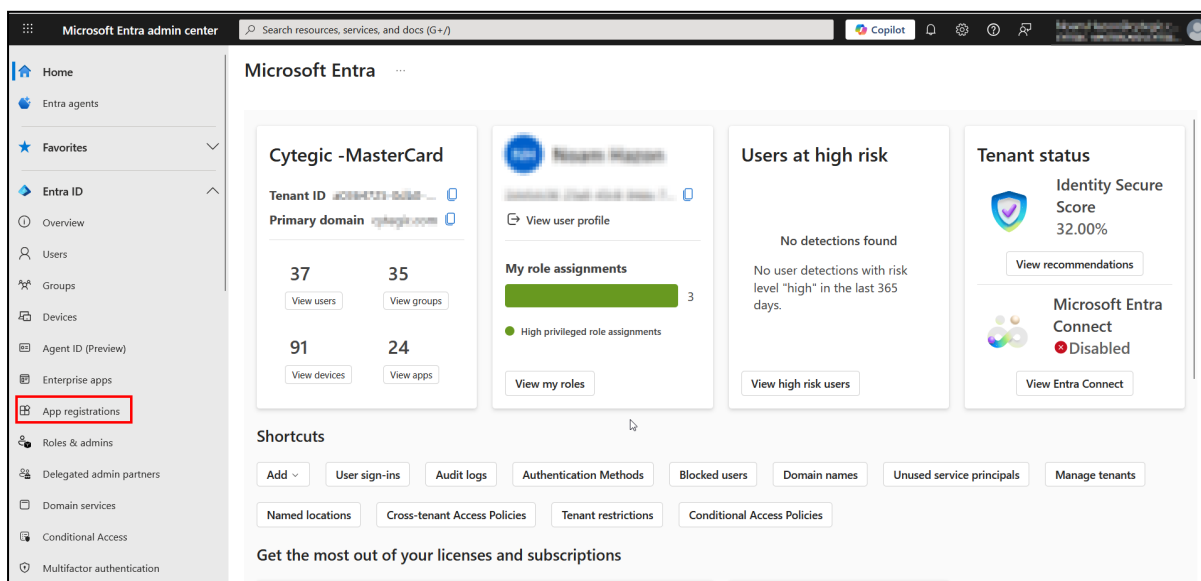 Microsoft Entra admin center
Search resources, services, and docs (G+/)
Copilot
Home
Entra agents
Favorites
Entra ID
Overview
Users
Groups
Devices
Agent ID (Preview)
Enterprise apps
App registrations
Roles & admins
Delegated admin partners
Domain services
Conditional Access
Multifactor authentication
Microsoft Entra ...
Cytegic -MasterCard
Tenant ID
Primary domain
37
35
View users
View groups
91
24
View devices
View apps
View user profile
My role assignments
3
High privileged role assignments
View my roles
Users at high risk
No detections found
No user detections with risk
level "high" in the last 365
days.
View high risk users
Tenant status
Identity Secure
Score
32.00%
View recommendations
Microsoft Entra
Connect
Disabled
View Entra Connect
Shortcuts
Add
User sign-ins
Audit logs
Authentication Methods
Blocked users
Domain names
Unused service principals
Manage tenants
Named locations
Cross-tenant Access Policies
Tenant restrictions
Conditional Access Policies
Get the most out of your licenses and subscriptions